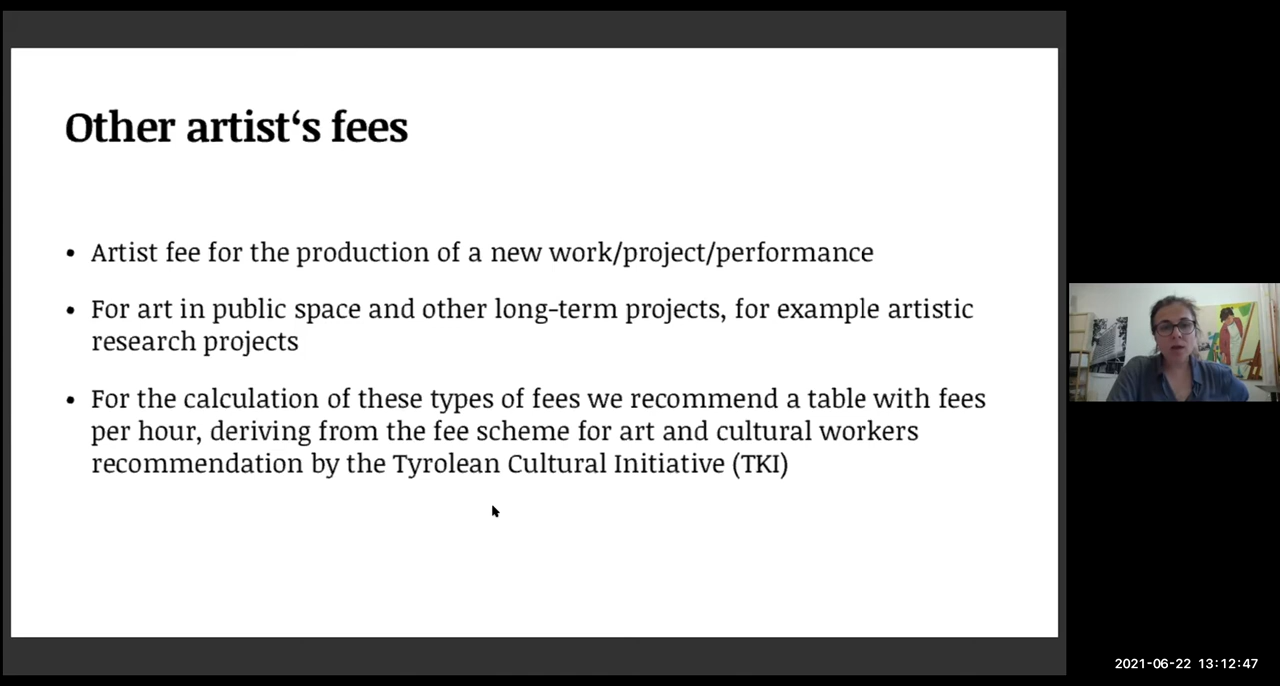 Other artist‘s fees
• Artist fee for the production of a new work/project/performance
• For art in public space and other long-term projects, for example artistic
research projects
• For the calculation of these types of fees we recommend a table with fees
per hour, deriving from the fee scheme for art and cultural workers
recommendation by the Tyrolean Cultural Initiative (TKI)
2021-06-22 13:12:47